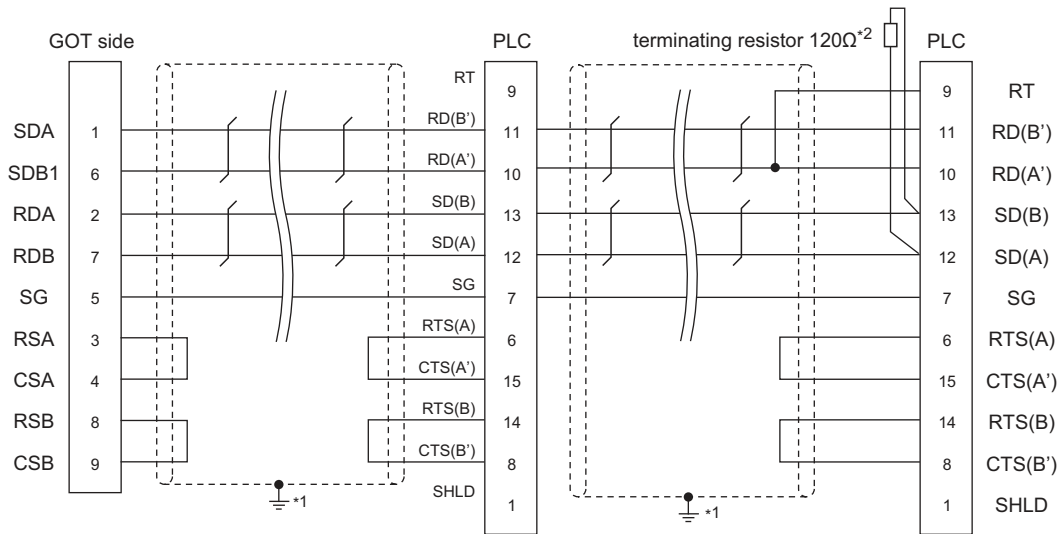 GOT side PLC terminating resistor 120Ω*2 PLC
RT 9 9 RT
SDA 1 RD(B') 11 11 RD(B')
SDB1 6 RD(A') 10 10 RD(A')
RDA 2 SD(B) 13 13 SD(B)
RDB 7 SD(A) 12 12 SD(A)
SG 5 SG 7 7 SG
RSA 3 RTS(A) 6 6 RTS(A)
CSA 4 CTS(A') 15 15 CTS(A')
RSB 8 RTS(B) 14 14 RTS(B)
CSB 9 CTS(B') 8 8 CTS(B')
*1 SHLD 1 *1 1 SHLD